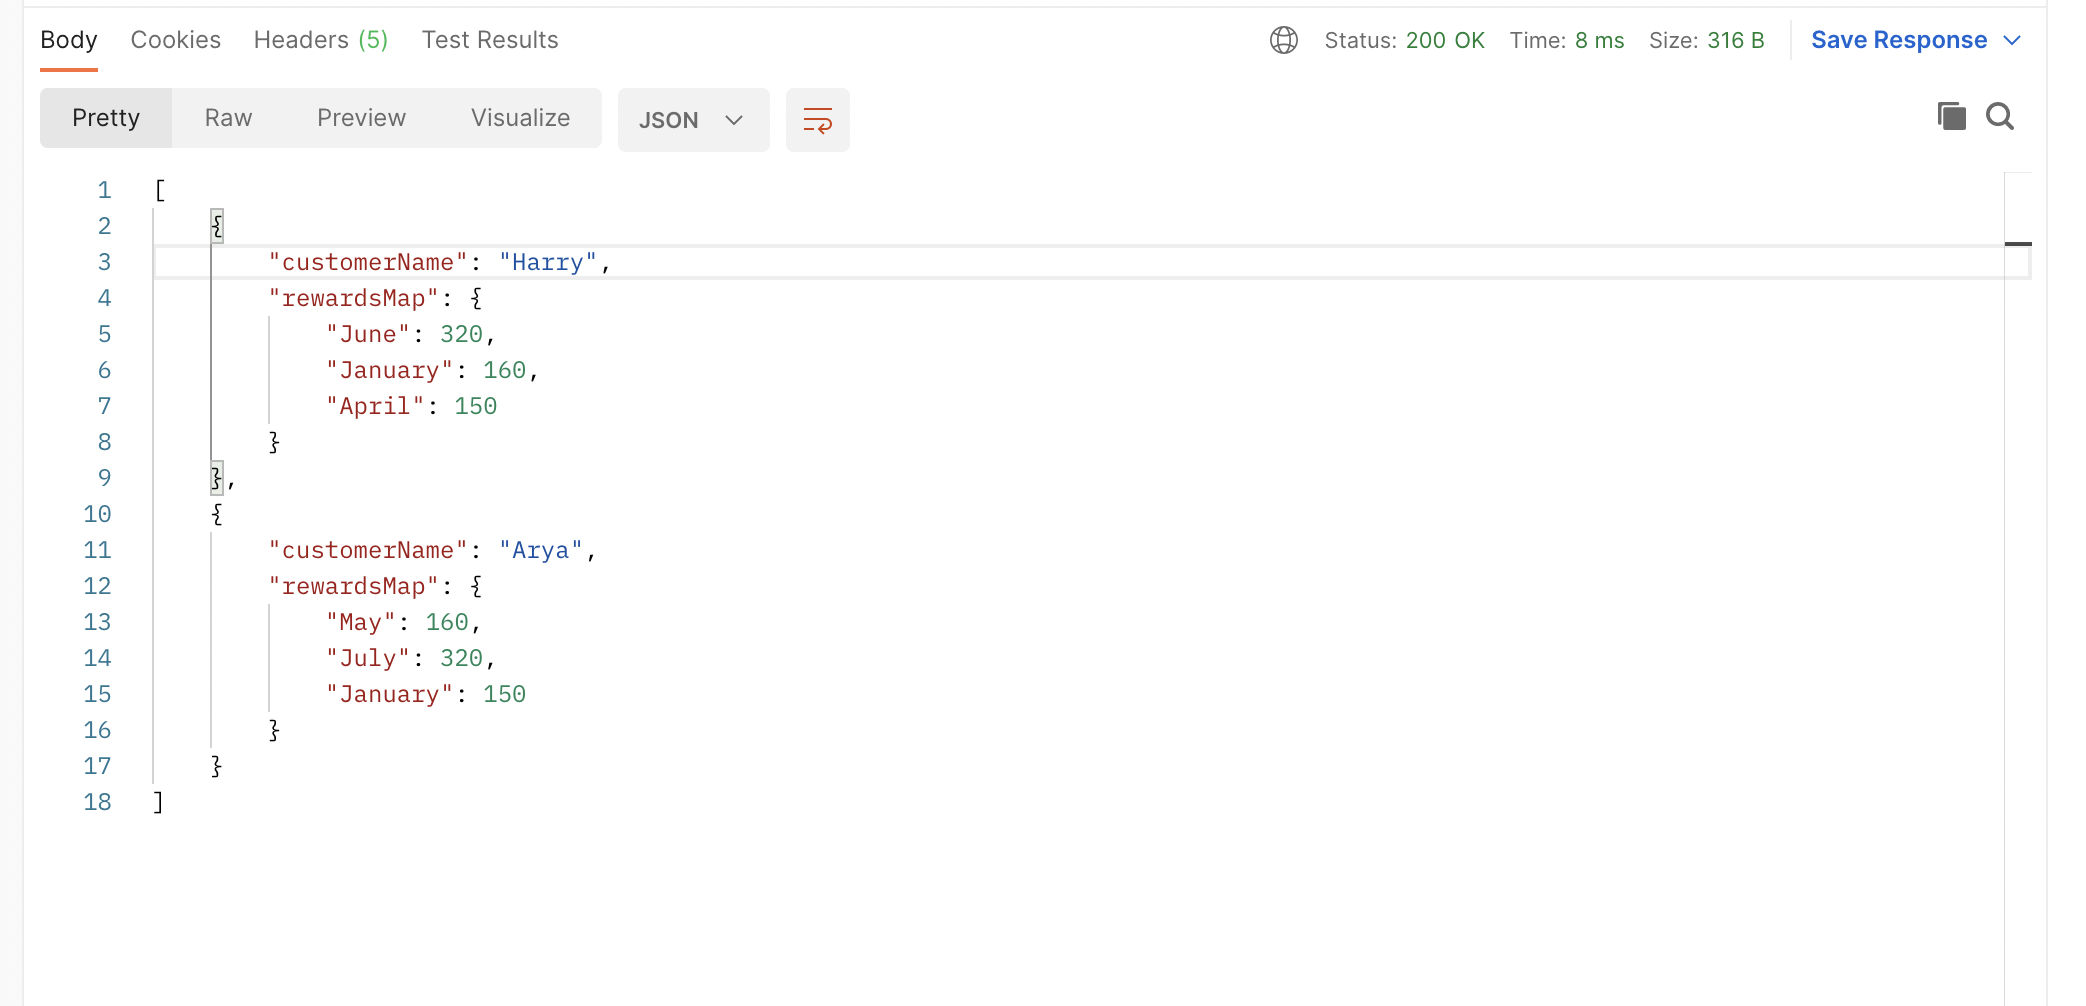 Body Cookies Headers (5) Test Results Status: 200 OK Time: 8 ms Size: 316 B Save Response
Pretty Raw Preview Visualize JSON
1 [
2     {
3         "customerName": "Harry",
4         "rewardsMap": {
5             "June": 320,
6             "January": 160,
7             "April": 150
8         }
9     },
10     {
11         "customerName": "Arya",
12         "rewardsMap": {
13             "May": 160,
14             "July": 320,
15             "January": 150
16         }
17     }
18 ]